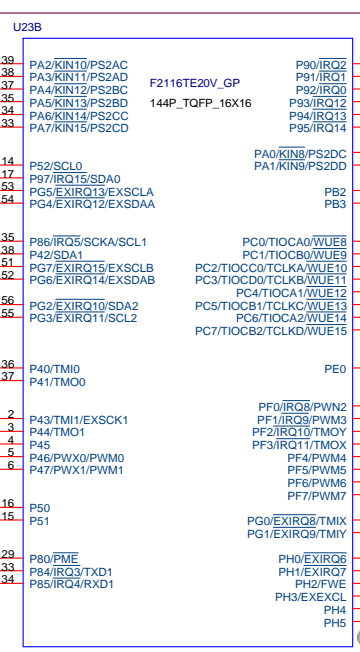 U23B
39 PA2/KIN10/PS2AC
38 PA3/KIN11/PS2AD
37 PA4/KIN12/PS2BC
35 PA5/KIN13/PS2BD
34 PA6/KIN14/PS2CC
33 PA7/KIN15/PS2CD
F2116TE20V_GP
144P_TQFP_16X16
P90/IRQ2
P91/IRQ1
P92/IRQ0
P93/IRQ12
P94/IRQ13
P95/IRQ14
PA0/KIN8/PS2DC
PA1/KIN9/PS2DD
14 P52/SCL0
17 P97/IRQ15/SDA0
53 PG5/EXIRQ13/EXSCLA
54 PG4/EXIRQ12/EXSDAA
PB2
PB3
35 P86/IRQ5/SCKA/SCL1
38 P42/SDA1
51 PG7/EXIRQ15/EXSCLB
52 PG6/EXIRQ14/EXSDAB
56 PG2/EXIRQ10/SDA2
55 PG3/EXIRQ11/SCL2
PC0/TIOCA0/WUE8
PC1/TIOCB0/WUE9
PC2/TIOCC0/TCLKA/WUE10
PC3/TIOCD0/TCLKB/WUE11
PC4/TIOCA1/WUE12
PC5/TIOCB1/TCLKC/WUE13
PC6/TIOCA2/WUE14
PC7/TIOCB2/TCLKD/WUE15
36 P40/TMI0
37 P41/TMO0
PE0
2 P43/TMI1/EXSCK1
3 P44/TMO1
4 P45
5 P46/PWX0/PWM0
6 P47/PWX1/PWM1
PF0/IRQ8/PWN2
PF1/IRQ9/PWM3
PF2/IRQ10/TMOY
PF3/IRQ11/TMOX
PF4/PWM4
PF5/PWM5
PF6/PWM6
PF7/PWM7
16 P50
15 P51
PG0/EXIRQ8/TMIX
PG1/EXIRQ9/TMIY
29 P80/PME
33 P84/IRQ3/TXD1
34 P85/IRQ4/RXD1
PH0/EXIRQ6
PH1/EXIRQ7
PH2/FWE
PH3/EXEXCL
PH4
PH5